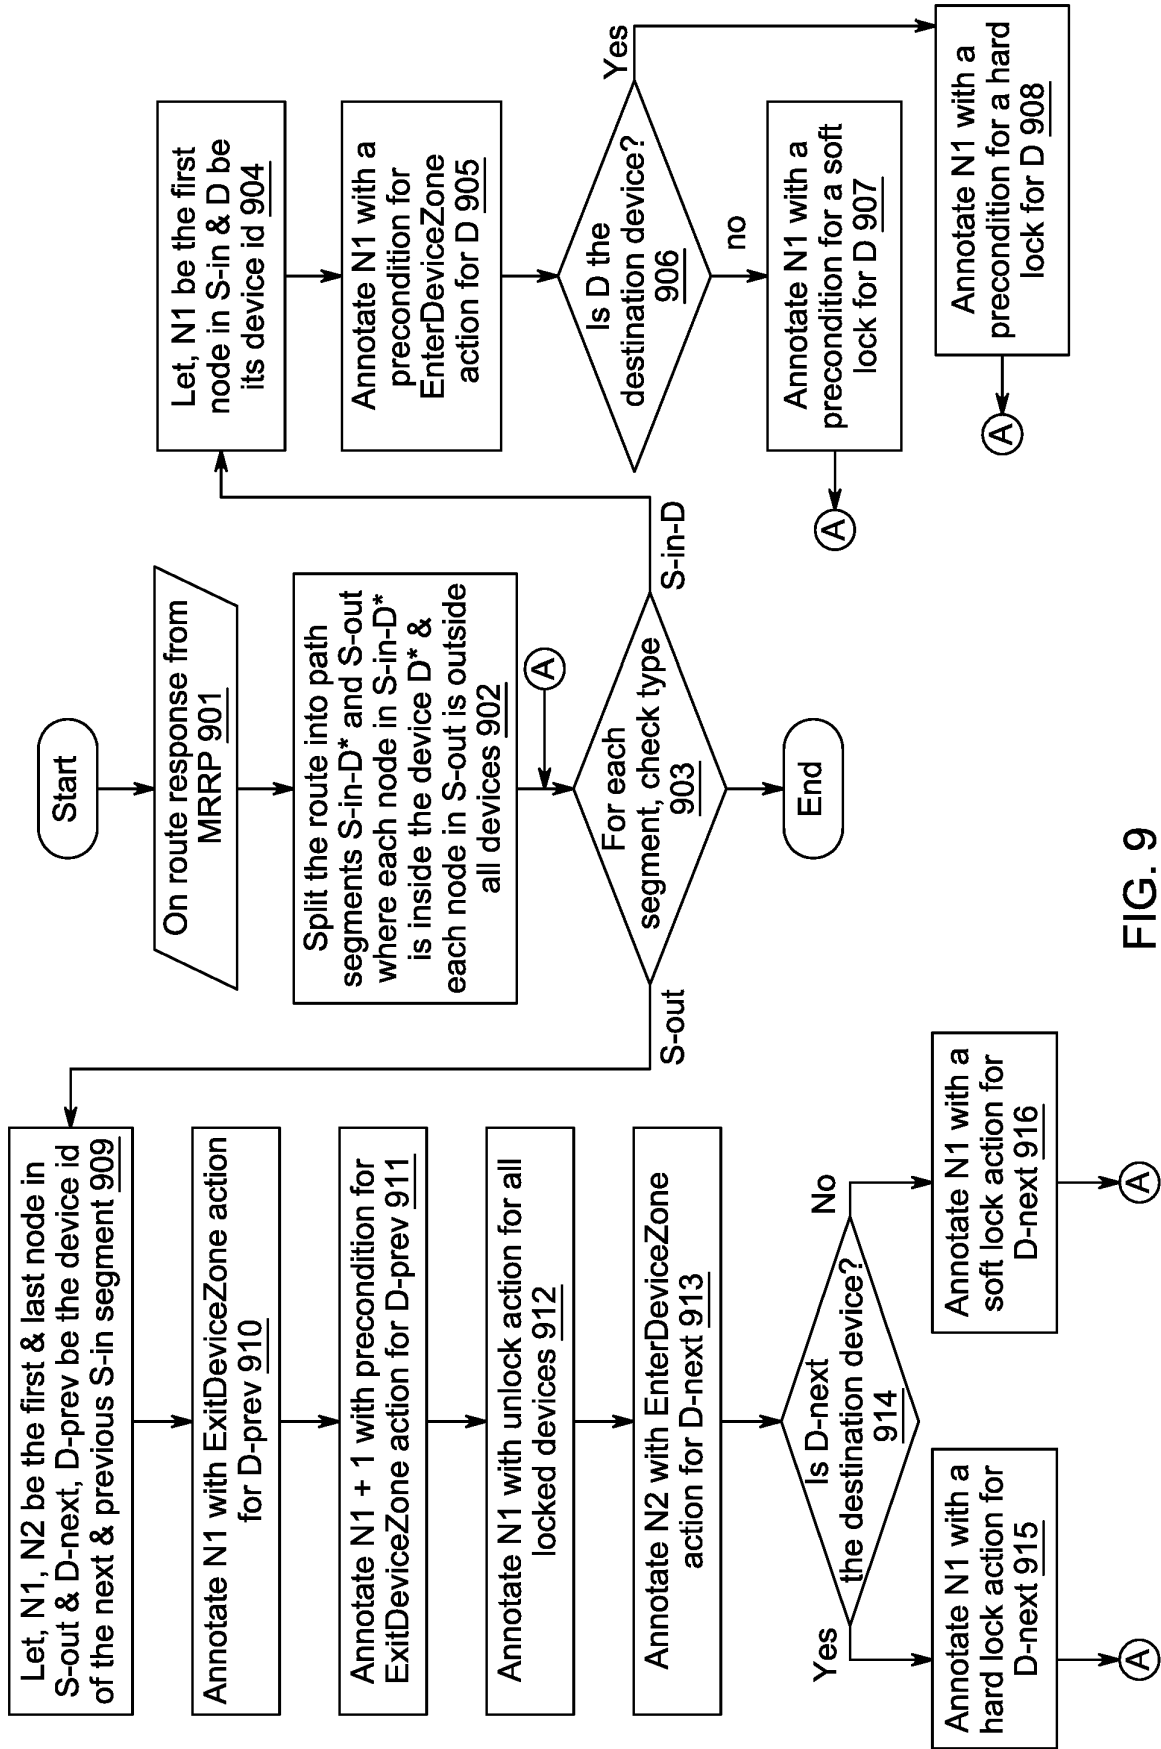 Start
On route response from
MRRP 901
Split the route into path
segments S-in-D* and S-out
where each node in S-in-D*
is inside the device D* &
each node in S-out is outside
all devices 902
A
For each
segment, check type
903
End
S-in-D
Let, N1 be the first
node in S-in & D be
its device id 904
Annotate N1 with a
precondition for
EnterDeviceZone
action for D 905
Is D the
destination device?
906
Yes
no
Annotate N1 with a
precondition for a soft
lock for D 907
A
Annotate N1 with a
precondition for a hard
lock for D 908
A
S-out
Let, N1, N2 be the first & last node in
S-out & D-next, D-prev be the device id
of the next & previous S-in segment 909
Annotate N1 with ExitDeviceZone action
for D-prev 910
Annotate N1 + 1 with precondition for
ExitDeviceZone action for D-prev 911
Annotate N1 with unlock action for all
locked devices 912
Annotate N2 with EnterDeviceZone
action for D-next 913
Is D-next
the destination device?
914
Yes
No
Annotate N1 with a
hard lock action for
D-next 915
A
Annotate N1 with a
soft lock action for
D-next 916
A
FIG. 9